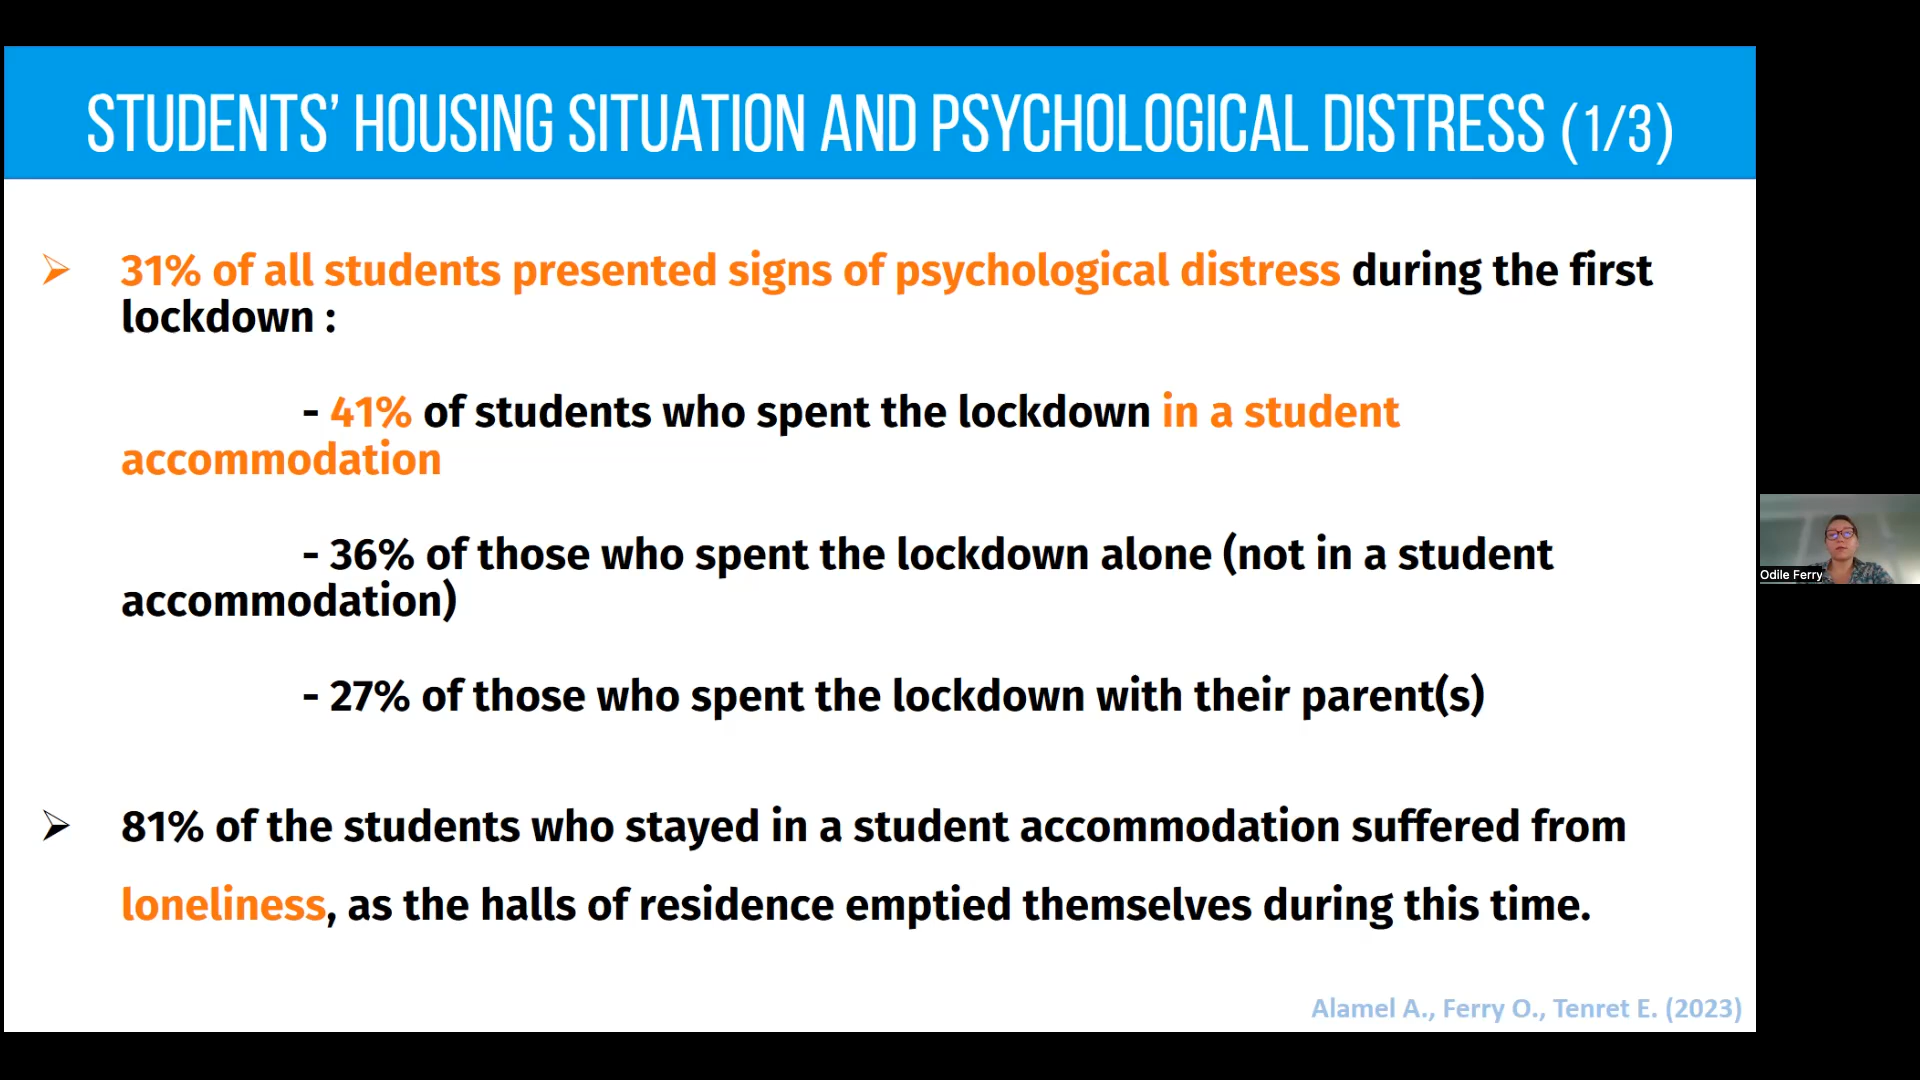 STUDENTS' HOUSING SITUATION AND PSYCHOLOGICAL DISTRESS (1/3)
➢ 31% of all students presented signs of psychological distress during the first
lockdown :
- 41% of students who spent the lockdown in a student
accommodation
- 36% of those who spent the lockdown alone (not in a student
accommodation)
- 27% of those who spent the lockdown with their parent(s)
➢ 81% of the students who stayed in a student accommodation suffered from
loneliness, as the halls of residence emptied themselves during this time.
Alamel A., Ferry O., Tenret E. (2023)
Odile Ferry